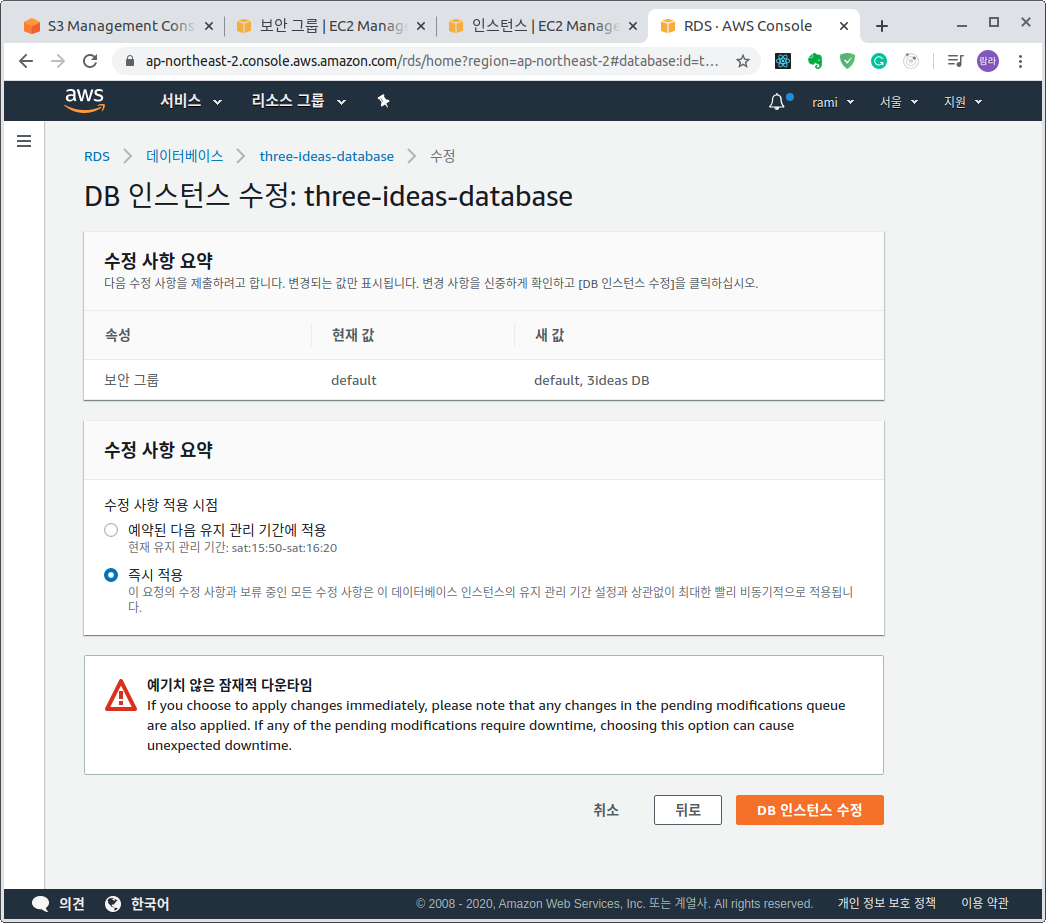 S3 Management Cons
보안 그룹 | EC2 Manage
인스턴스 | EC2 Manage
RDS · AWS Console
ap-northeast-2.console.aws.amazon.com/rds/home?region=ap-northeast-2#database:id=t...
람라
aws
서비스
리소스 그룹
rami
서울
지원
RDS
데이터베이스
three-ideas-database
수정
DB 인스턴스 수정: three-ideas-database
수정 사항 요약
다음 수정 사항을 제출하려고 합니다. 변경되는 값만 표시됩니다. 변경 사항을 신중하게 확인하고 [DB 인스턴스 수정]을 클릭하십시오.
속성
현재 값
새 값
보안 그룹
default
default, 3ideas DB
수정 사항 요약
수정 사항 적용 시점
예약된 다음 유지 관리 기간에 적용
현재 유지 관리 기간: sat:15:50-sat:16:20
즉시 적용
이 요청의 수정 사항과 보류 중인 모든 수정 사항은 이 데이터베이스 인스턴스의 유지 관리 기간 설정과 상관없이 최대한 빨리 비동기적으로 적용됩니
다.
예기치 않은 잠재적 다운타임
If you choose to apply changes immediately, please note that any changes in the pending modifications queue
are also applied. If any of the pending modifications require downtime, choosing this option can cause
unexpected downtime.
취소
뒤로
DB 인스턴스 수정
의견
한국어
© 2008 - 2020, Amazon Web Services, Inc. 또는 계열사. All rights reserved.
개인 정보 보호 정책
이용 약관